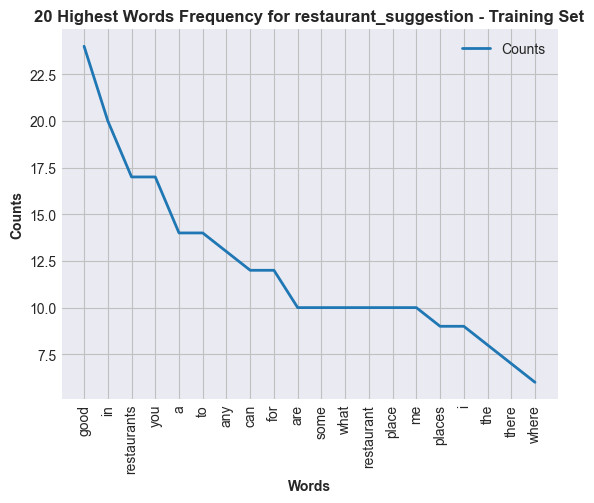 20 Highest Words Frequency for restaurant_suggestion - Training Set
Counts
22.5
20.0
17.5
15.0
12.5
10.0
7.5
Counts
good
in
restaurants
you
a
to
any
can
for
are
some
what
restaurant
place
me
places
i
the
there
where
Words